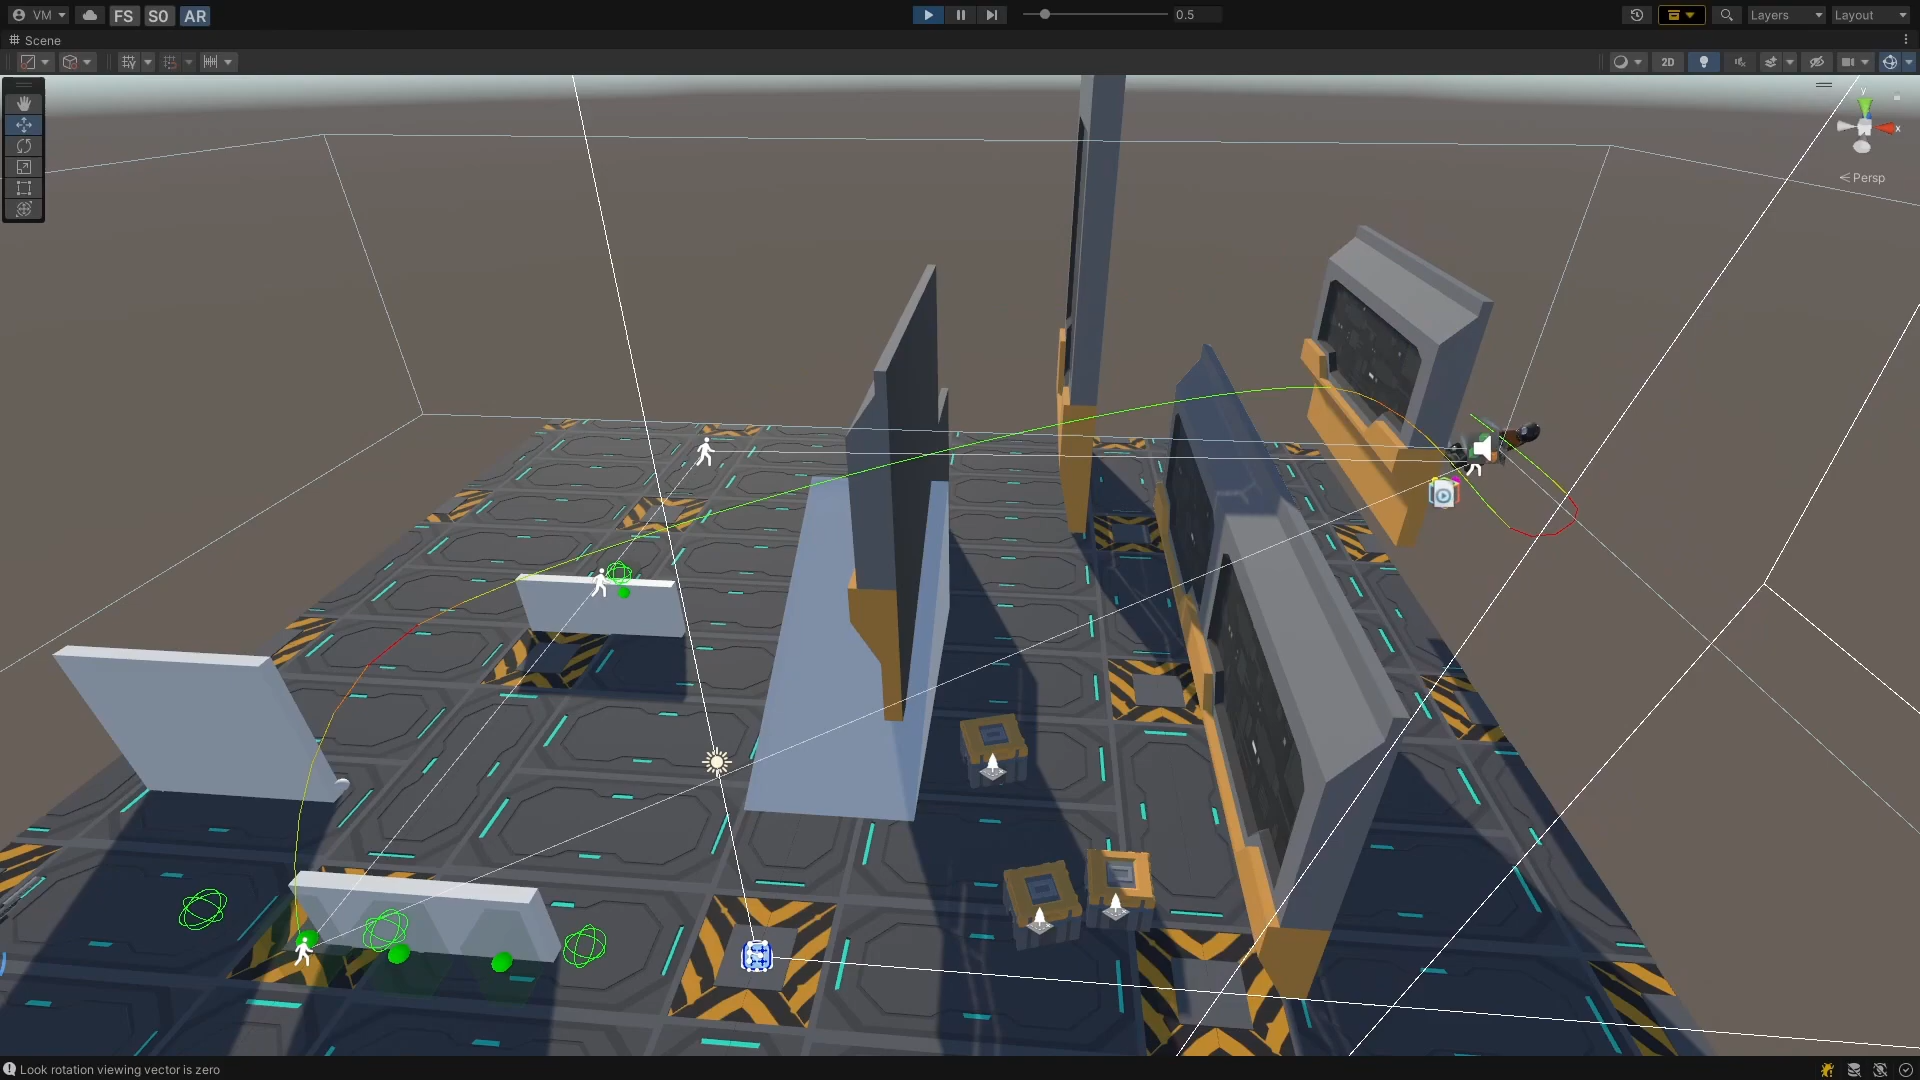 VM FS SO AR 0.5 Layers Layout
Scene
2D
y
x
Persp
Look rotation viewing vector is zero